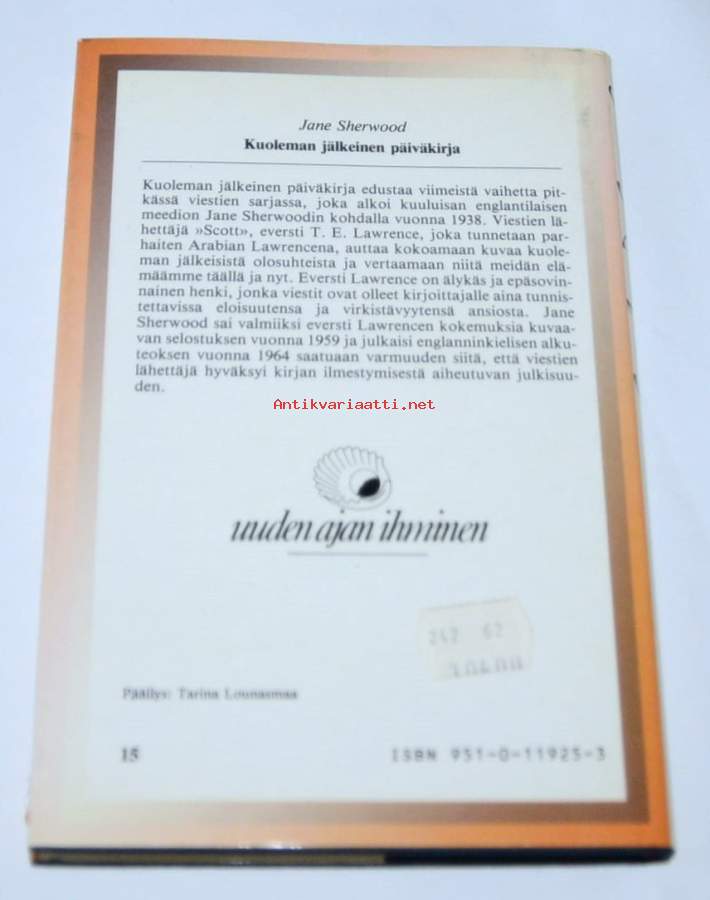 Jane Sherwood
Kuoleman jälkeinen päiväkirja
Kuoleman jälkeinen päiväkirja edustaa viimeistä vaihetta pit-
kässä viestien sarjassa, joka alkoi kuuluisan englantilaisen
meedion Jane Sherwoodin kohdalla vuonna 1938. Viestien lä-
hettäjä »Scott», eversti T. E. Lawrence, joka tunnetaan par-
haiten Arabian Lawrencena, auttaa kokoamaan kuvaa kuole-
man jälkeisistä olosuhteista ja vertaamaan niitä meidän elä-
määmme täällä ja nyt. Eversti Lawrence on älykäs ja epäsovin-
nainen henki, jonka viestit ovat olleet kirjoittajalle aina tunnis-
tettavissa eloisuutensa ja virkistävyytensä ansiosta. Jane
Sherwood sai valmiiksi eversti Lawrencen kokemuksia kuvaa-
van selostuksen vuonna 1959 ja julkaisi englanninkielisen alku-
teoksen vuonna 1964 saatuaan varmuuden siitä, että viestien
lähettäjä hyväksyi kirjan ilmestymisestä aiheutuvan julkisuu-
den.
Antikvariaatti.net
uuden ajan ihminen
242 62
Päällys: Tarina Lounasmaa
15 ISBN 951-0-11925-3